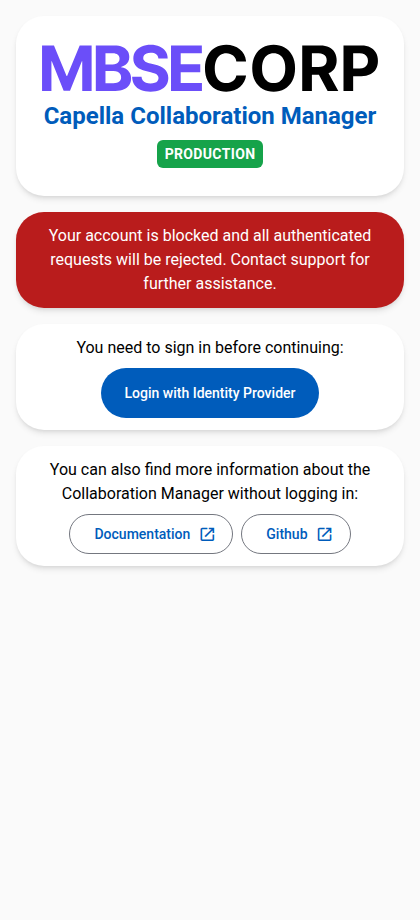 MBSECORP
Capella Collaboration Manager
PRODUCTION
Your account is blocked and all authenticated
requests will be rejected. Contact support for
further assistance.
You need to sign in before continuing:
Login with Identity Provider
You can also find more information about the
Collaboration Manager without logging in:
Documentation
Github